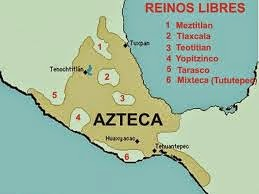 REINOS LIBRES
1 Meztitlan
2 Tlaxcala
3 Teotitlan
4 Yopitzinco
5 Tarasco
6 Mixteca (Tututepec)
1
Tuxpan
Tenochtitlán
2
5
3
AZTECA
4
Huaxyacac
Tehuantepec
6